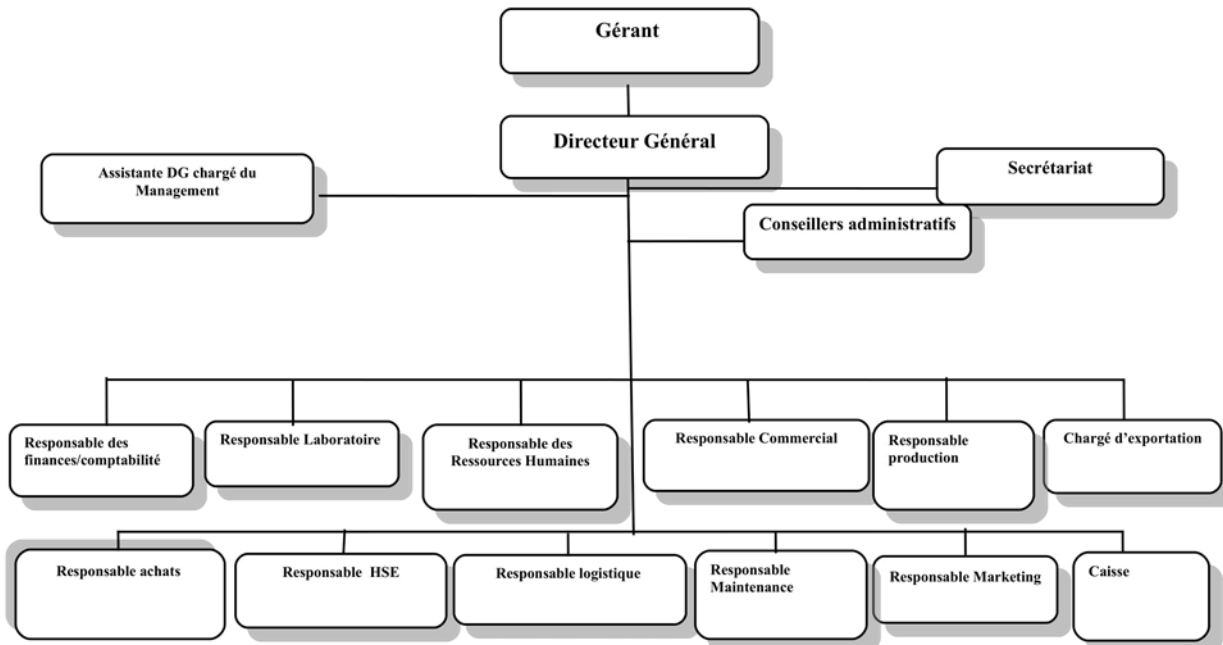 Gérant
Directeur Général
Assistante DG chargé du
Management
Secrétariat
Conseillers administratifs
Responsable des
finances/comptabilité
Responsable Laboratoire
Responsable des
Ressources Humaines
Responsable Commercial
Responsable
production
Chargé d'exportation
Responsable achats
Responsable HSE
Responsable logistique
Responsable
Maintenance
Responsable Marketing
Caisse